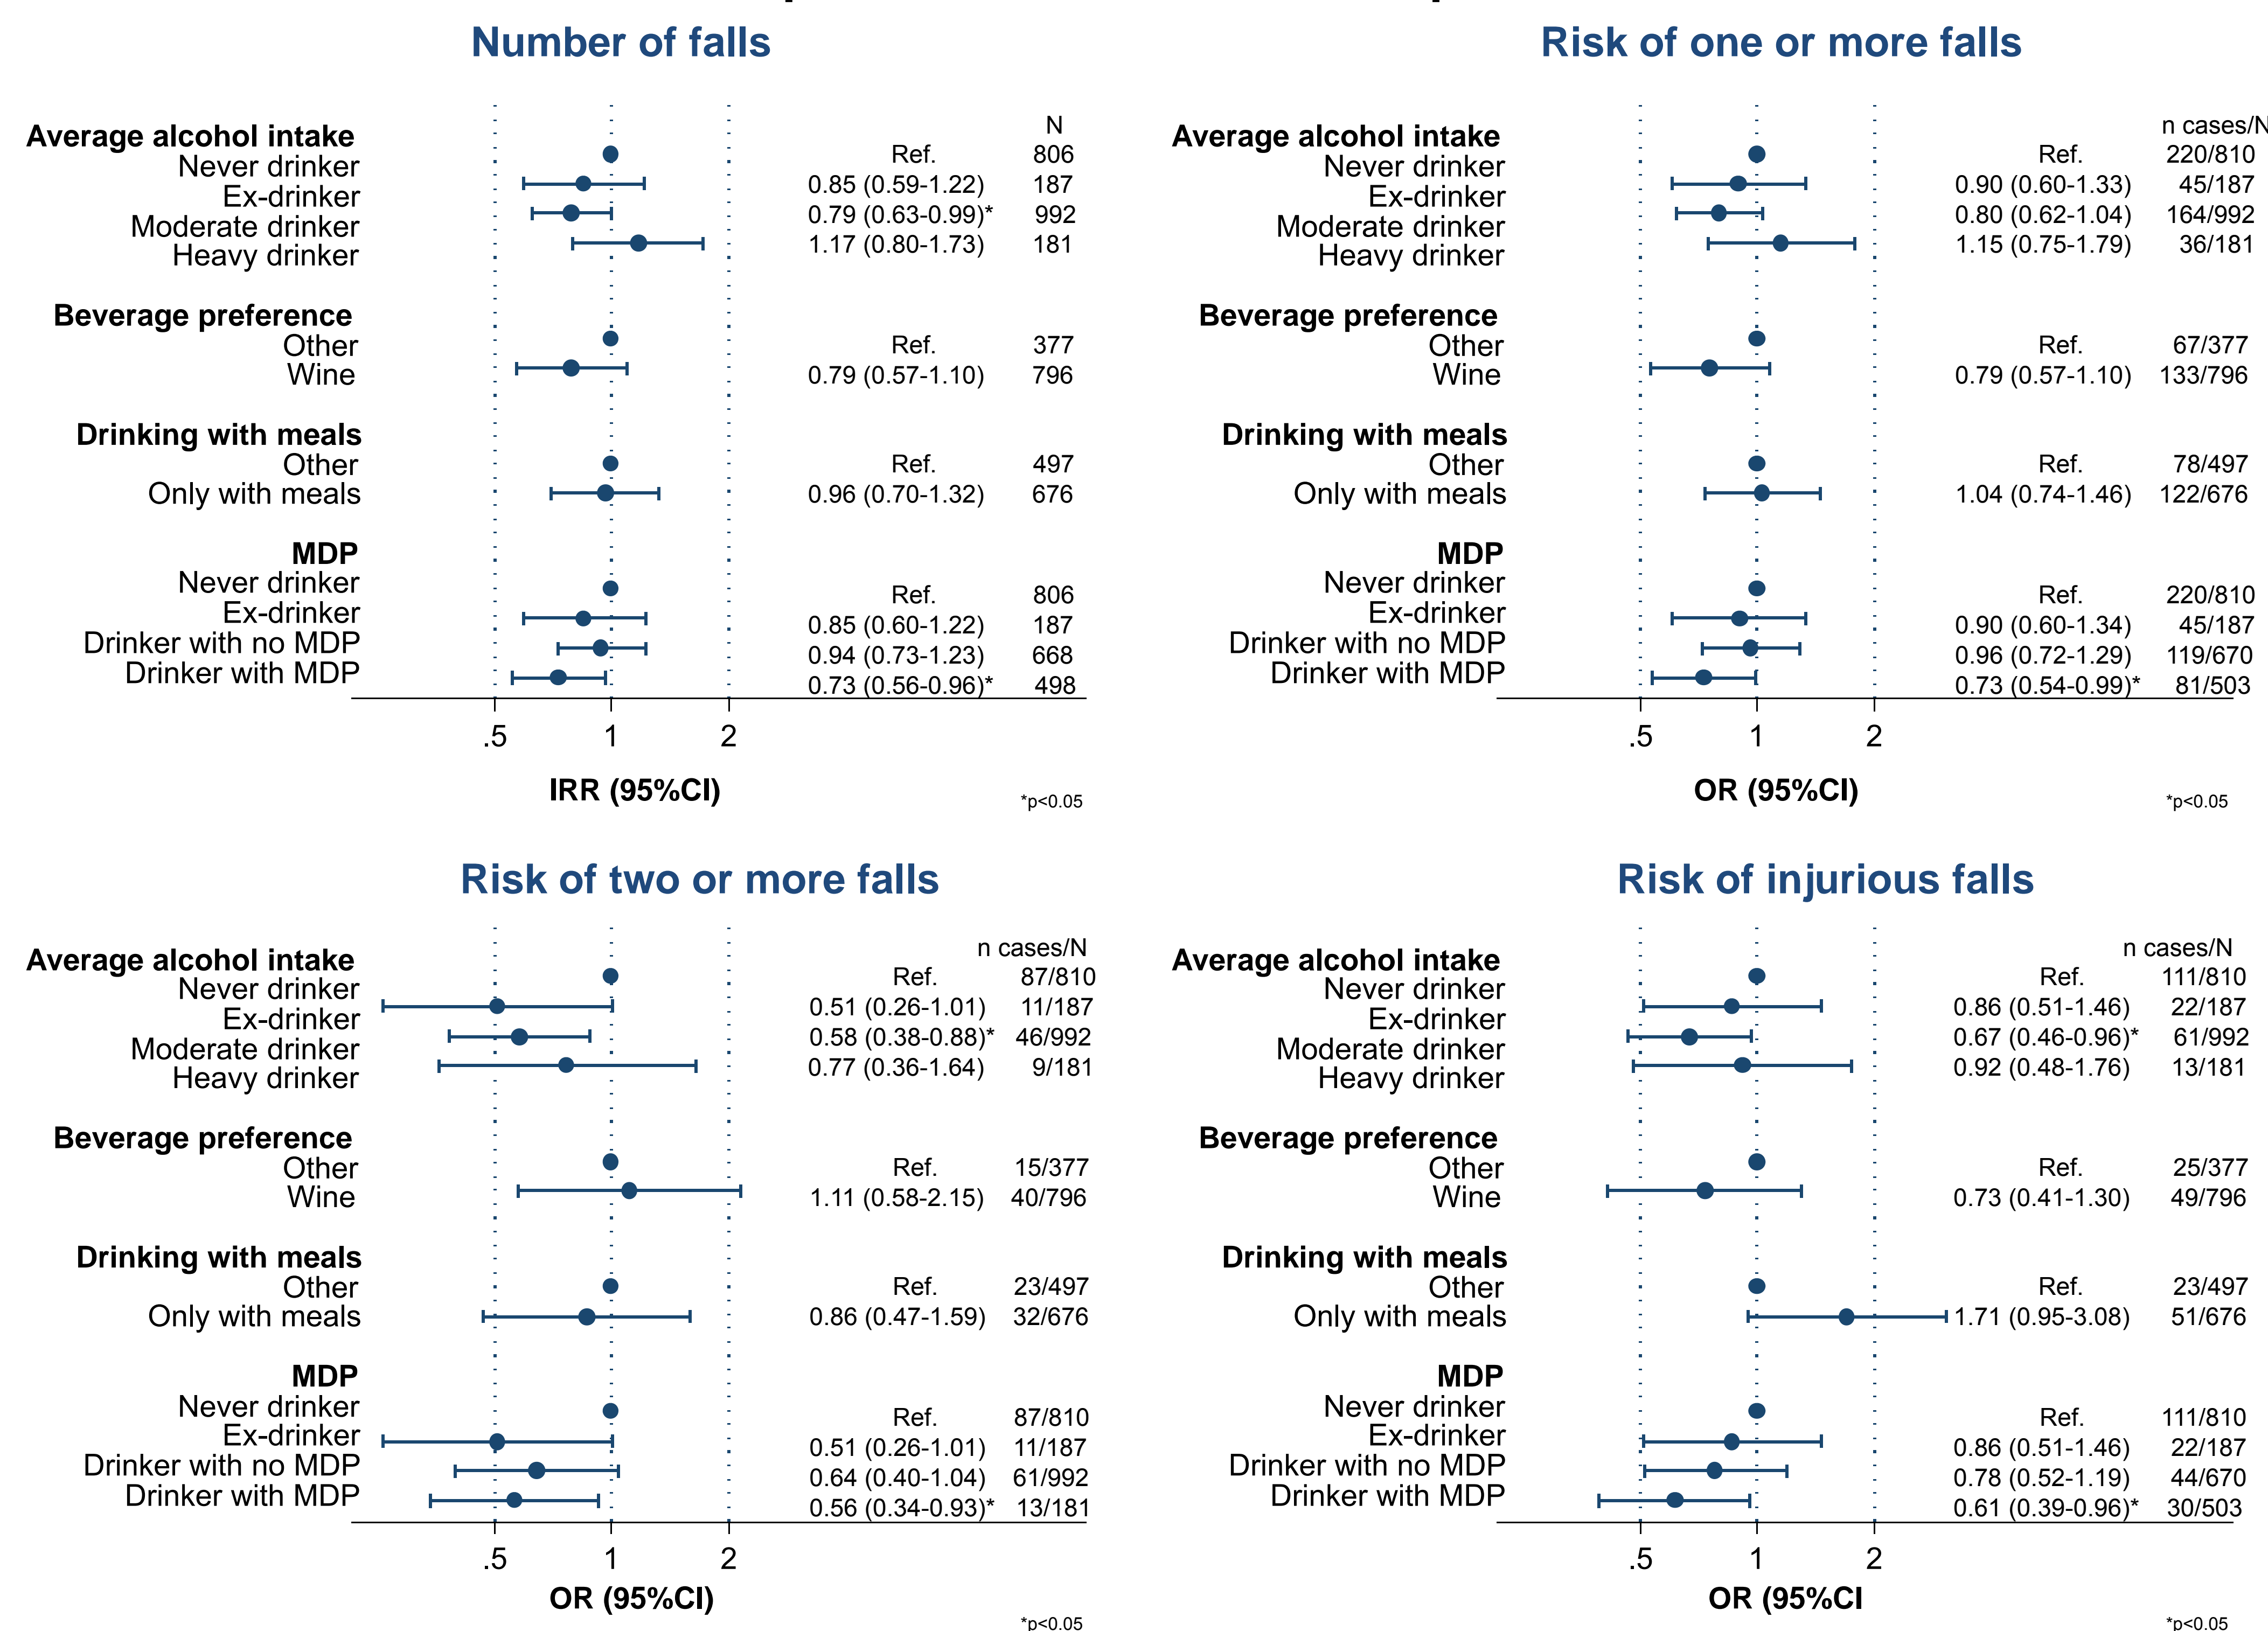 Number of falls
N
Average alcohol intake
Never drinker Ref. 806
Ex-drinker 0.85 (0.59-1.22) 187
Moderate drinker 0.79 (0.63-0.99)* 992
Heavy drinker 1.17 (0.80-1.73) 181
Beverage preference
Other Ref. 377
Wine 0.79 (0.57-1.10) 796
Drinking with meals
Other Ref. 497
Only with meals 0.96 (0.70-1.32) 676
MDP
Never drinker Ref. 806
Ex-drinker 0.85 (0.60-1.22) 187
Drinker with no MDP 0.94 (0.73-1.23) 668
Drinker with MDP 0.73 (0.56-0.96)* 498
.5 1 2
IRR (95%CI)
*p<0.05
Risk of one or more falls
n cases/N
Average alcohol intake
Never drinker Ref. 220/810
Ex-drinker 0.90 (0.60-1.33) 45/187
Moderate drinker 0.80 (0.62-1.04) 164/992
Heavy drinker 1.15 (0.75-1.79) 36/181
Beverage preference
Other Ref. 67/377
Wine 0.79 (0.57-1.10) 133/796
Drinking with meals
Other Ref. 78/497
Only with meals 1.04 (0.74-1.46) 122/676
MDP
Never drinker Ref. 220/810
Ex-drinker 0.90 (0.60-1.34) 45/187
Drinker with no MDP 0.96 (0.72-1.29) 119/670
Drinker with MDP 0.73 (0.54-0.99)* 81/503
.5 1 2
OR (95%CI)
*p<0.05
Risk of two or more falls
n cases/N
Average alcohol intake
Never drinker Ref. 87/810
Ex-drinker 0.51 (0.26-1.01) 11/187
Moderate drinker 0.58 (0.38-0.88)* 46/992
Heavy drinker 0.77 (0.36-1.64) 9/181
Beverage preference
Other Ref. 15/377
Wine 1.11 (0.58-2.15) 40/796
Drinking with meals
Other Ref. 23/497
Only with meals 0.86 (0.47-1.59) 32/676
MDP
Never drinker Ref. 87/810
Ex-drinker 0.51 (0.26-1.01) 11/187
Drinker with no MDP 0.64 (0.40-1.04) 61/992
Drinker with MDP 0.56 (0.34-0.93)* 13/181
.5 1 2
OR (95%CI)
*p<0.05
Risk of injurious falls
n cases/N
Average alcohol intake
Never drinker Ref. 111/810
Ex-drinker 0.86 (0.51-1.46) 22/187
Moderate drinker 0.67 (0.46-0.96)* 61/992
Heavy drinker 0.92 (0.48-1.76) 13/181
Beverage preference
Other Ref. 25/377
Wine 0.73 (0.41-1.30) 49/796
Drinking with meals
Other Ref. 23/497
Only with meals 1.71 (0.95-3.08) 51/676
MDP
Never drinker Ref. 111/810
Ex-drinker 0.86 (0.51-1.46) 22/187
Drinker with no MDP 0.78 (0.52-1.19) 44/670
Drinker with MDP 0.61 (0.39-0.96)* 30/503
.5 1 2
OR (95%CI
*p<0.05